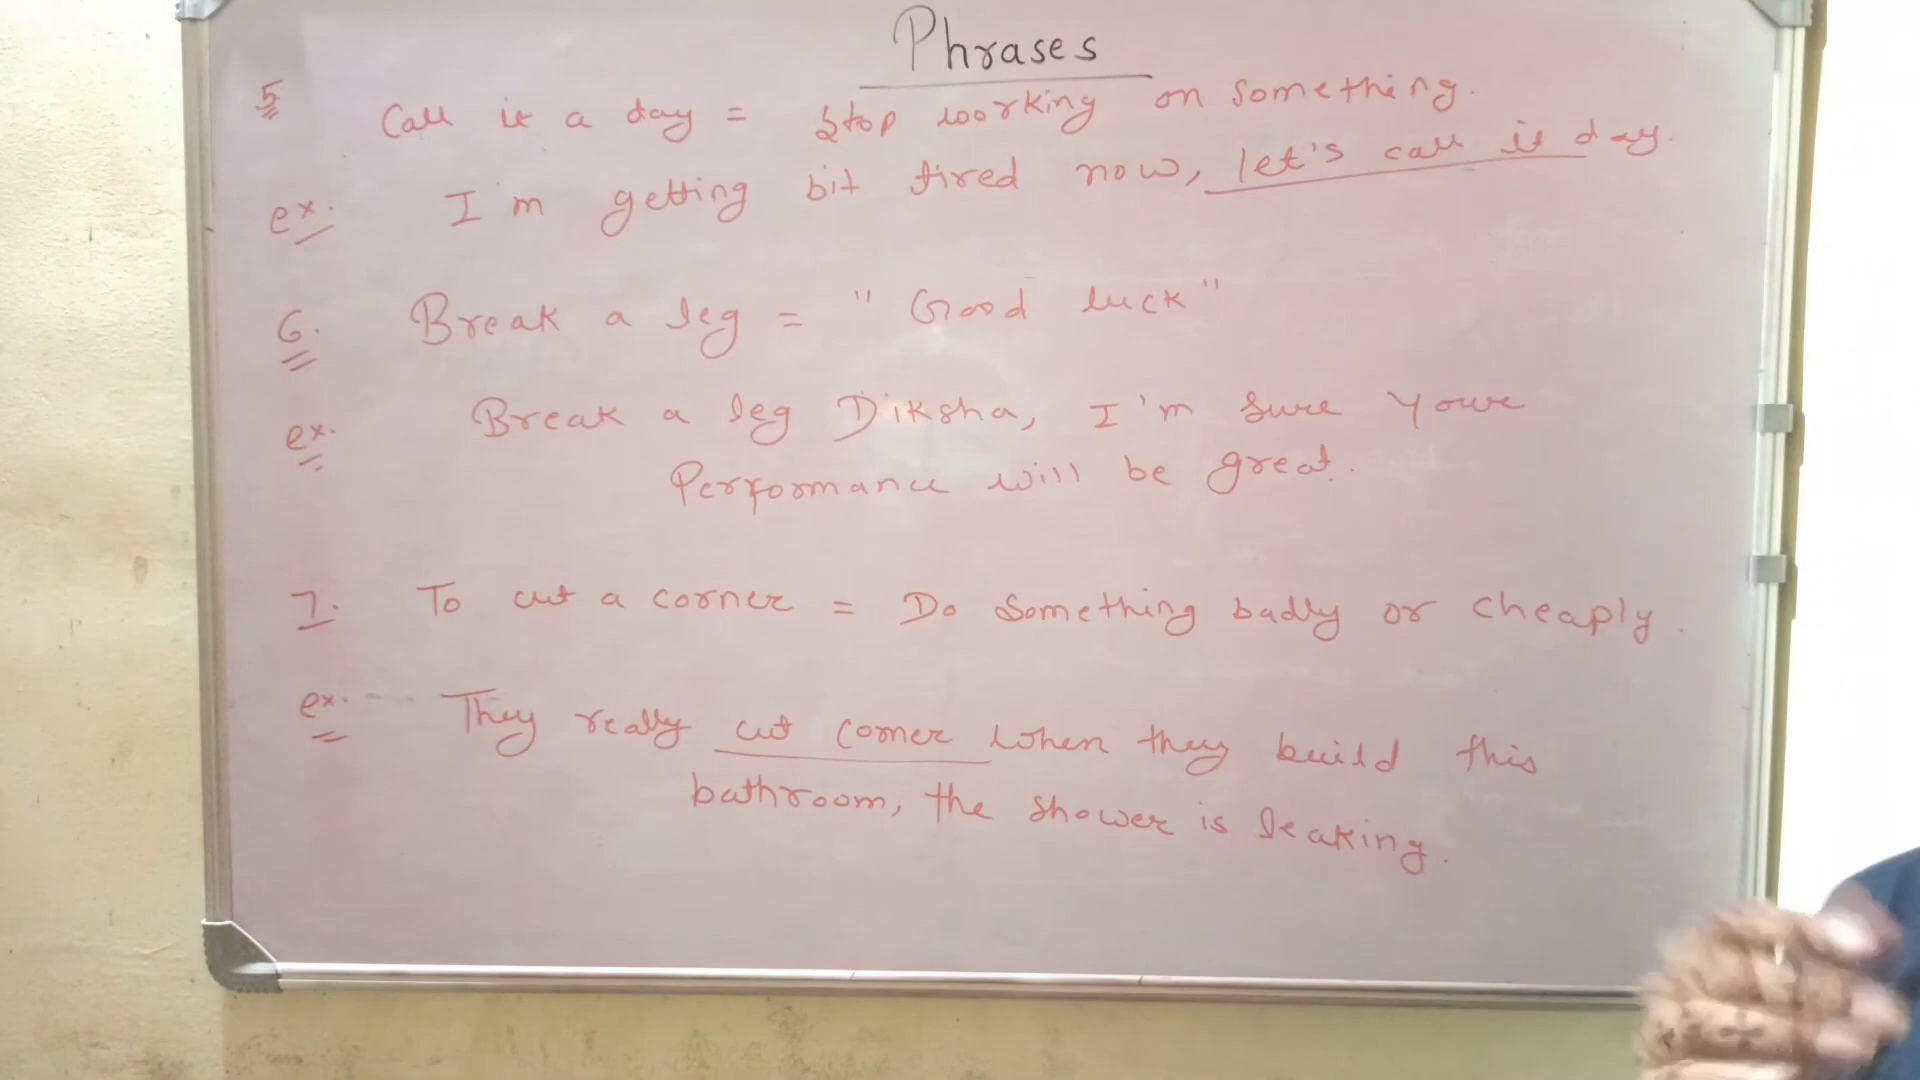 Phrases
5 Call it a day = Stop working on something.
ex. I'm getting bit tired now, let's call it day.
6. Break a leg = "Good luck"
ex. Break a leg Diksha, I'm sure your
Performance will be great.
7. To cut a corner = Do Something badly or cheaply.
ex. They really cut corner when they build this
bathroom, the shower is leaking.